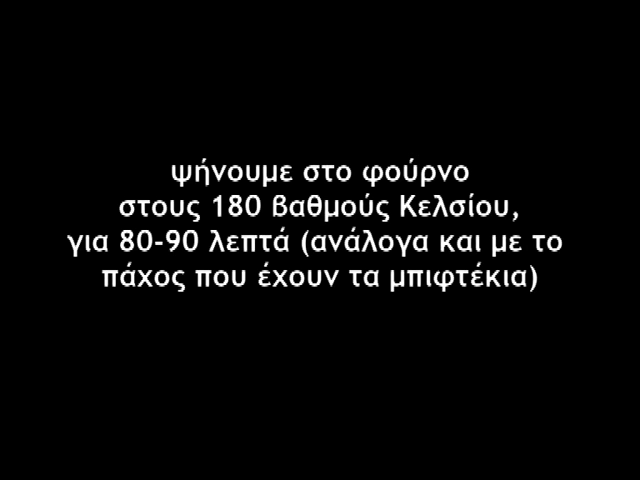 ψήνουμε στο φούρνο
στους 180 βαθμούς Κελσίου,
για 80-90 λεπτά (ανάλογα και με το
πάχος που έχουν τα μπιφτέκια)